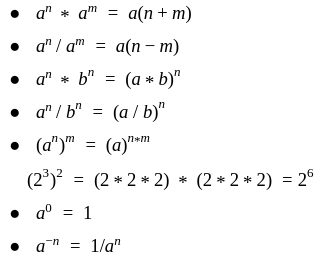 ● aⁿ * aᵐ = a(n + m)
● aⁿ / aᵐ = a(n − m)
● aⁿ * bⁿ = (a * b)ⁿ
● aⁿ / bⁿ = (a / b)ⁿ
● (aⁿ)ᵐ = (a)ⁿ*ᵐ
(2³)² = (2 * 2 * 2) * (2 * 2 * 2) = 2⁶
● a⁰ = 1
● a⁻ⁿ = 1/aⁿ